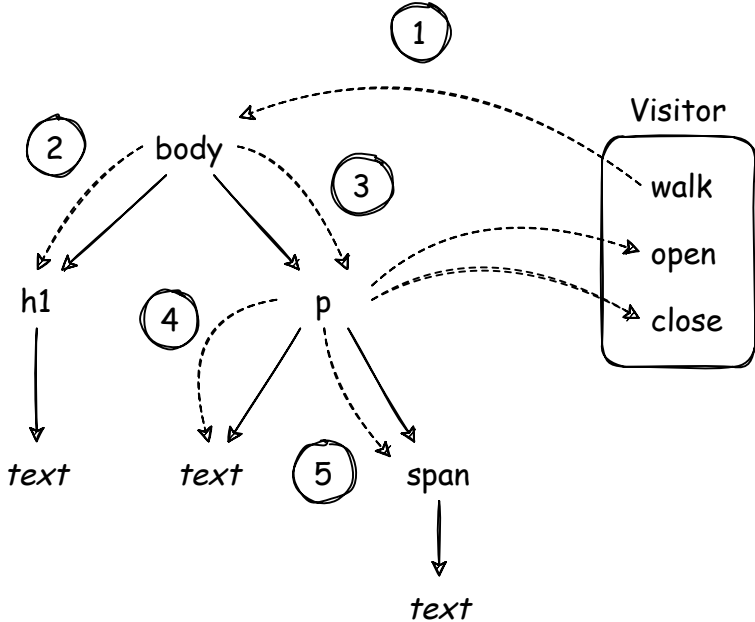 1
Visitor
2
body
3
walk
open
h1
4
p
close
text
text
5
span
text